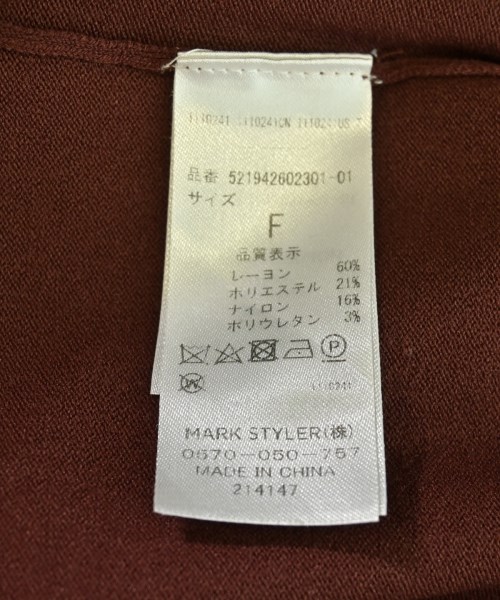 品番 521942602301-01
サイズ
F
品質表示
レーヨン 60%
ポリエステル 21%
ナイロン 16%
ポリウレタン 3%
P
W
1110241
MARK STYLER(株)
0570-050-757
MADE IN CHINA
214147